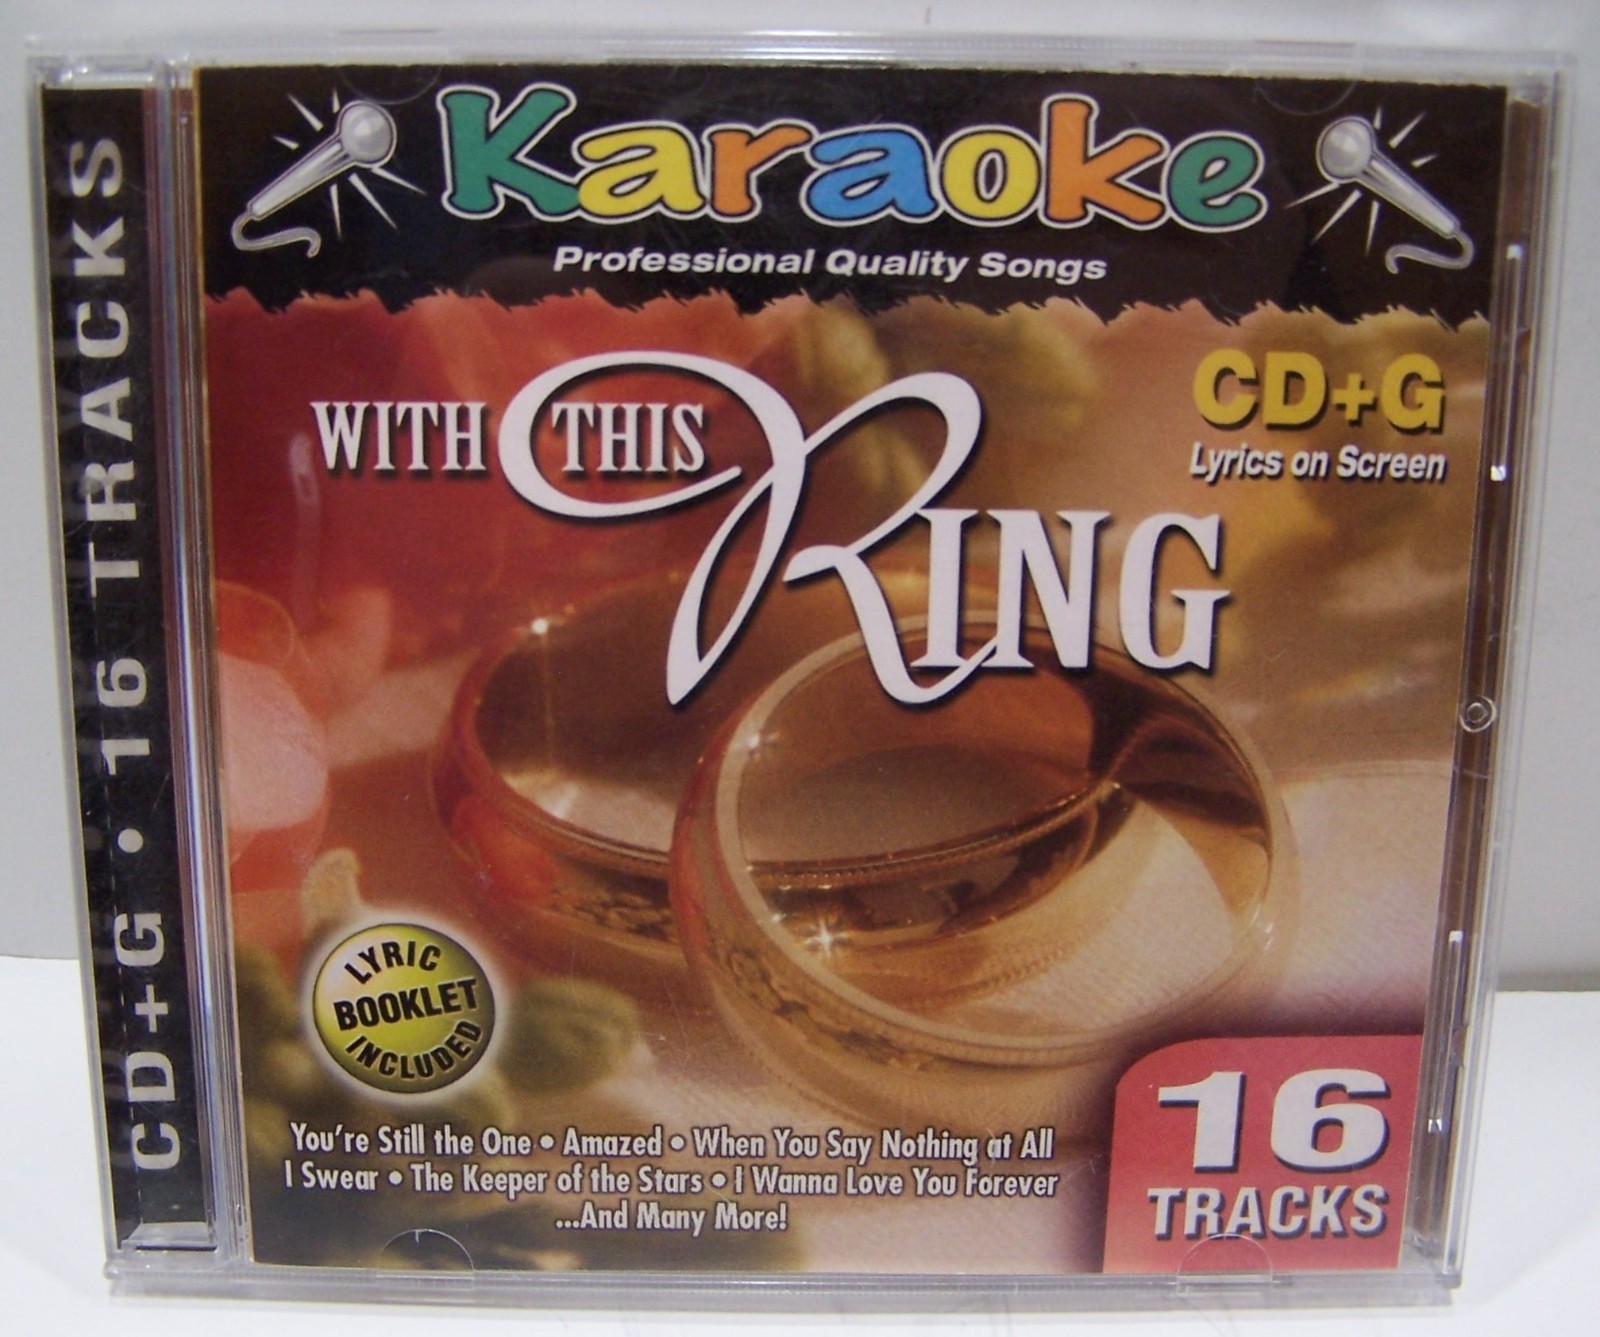 CD+G • 16 TRACKS
Karaoke
Professional Quality Songs
WITH THIS RING
CD+G
Lyrics on Screen
LYRIC
BOOKLET
INCLUDED
You're Still the One • Amazed • When You Say Nothing at All
I Swear • The Keeper of the Stars • I Wanna Love You Forever
...And Many More!
16
TRACKS